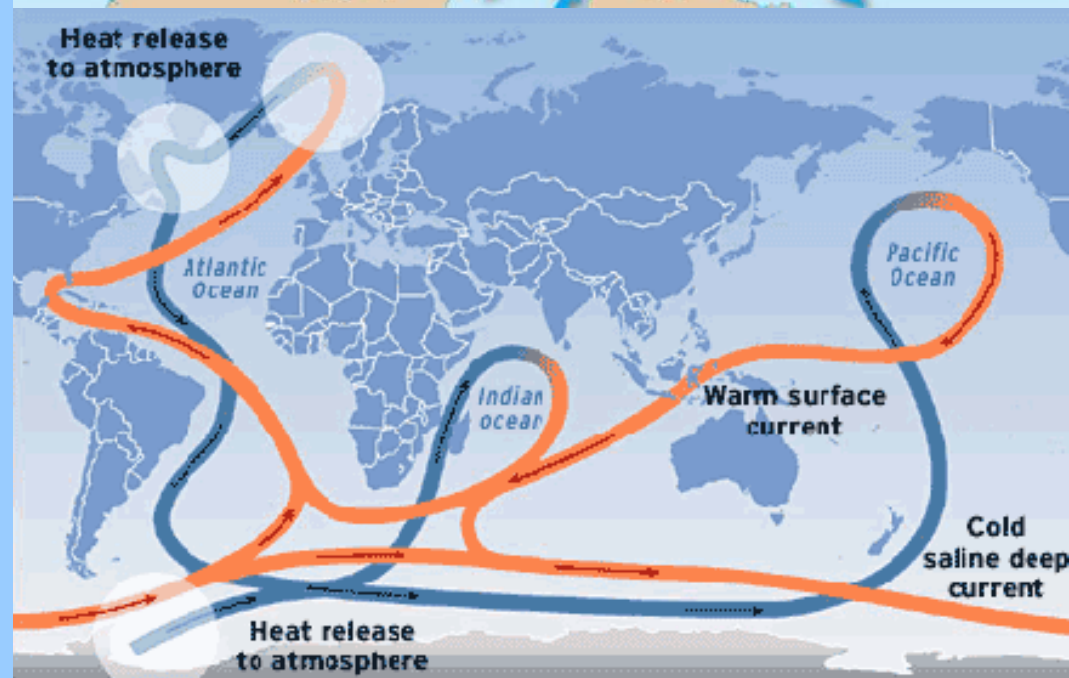 Heat release
to atmosphere
Atlantic
Ocean
Pacific
Ocean
Indian
ocean
Warm surface
current
Cold
saline deep
current
Heat release
to atmosphere